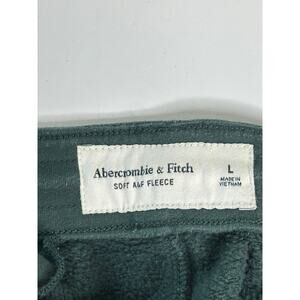 Abercrombie & Fitch
SOFT A&F FLEECE
L
MADE IN
VIETNAM